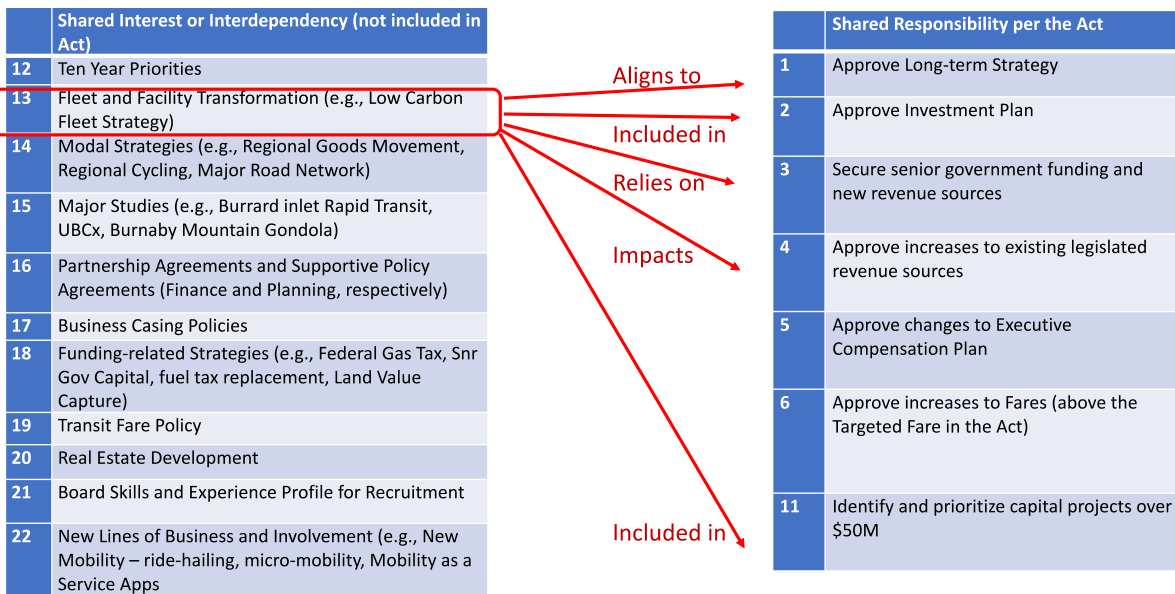 Shared Interest or Interdependency (not included in
Act)
12 Ten Year Priorities
13 Fleet and Facility Transformation (e.g., Low Carbon
Fleet Strategy)
14 Modal Strategies (e.g., Regional Goods Movement,
Regional Cycling, Major Road Network)
15 Major Studies (e.g., Burrard inlet Rapid Transit,
UBCx, Burnaby Mountain Gondola)
16 Partnership Agreements and Supportive Policy
Agreements (Finance and Planning, respectively)
17 Business Casing Policies
18 Funding-related Strategies (e.g., Federal Gas Tax, Snr
Gov Capital, fuel tax replacement, Land Value
Capture)
19 Transit Fare Policy
20 Real Estate Development
21 Board Skills and Experience Profile for Recruitment
22 New Lines of Business and Involvement (e.g., New
Mobility – ride-hailing, micro-mobility, Mobility as a
Service Apps
Aligns to
Included in
Relies on
Impacts
Included in
Shared Responsibility per the Act
1 Approve Long-term Strategy
2 Approve Investment Plan
3 Secure senior government funding and
new revenue sources
4 Approve increases to existing legislated
revenue sources
5 Approve changes to Executive
Compensation Plan
6 Approve increases to Fares (above the
Targeted Fare in the Act)
11 Identify and prioritize capital projects over
$50M